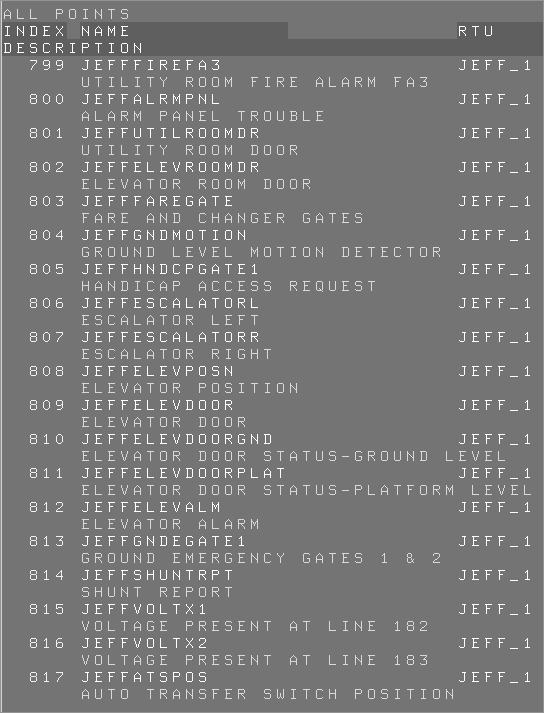 ALL POINTS
INDEX NAME RTU
DESCRIPTION
799 JEFFFIREFA3 JEFF_1
UTILITY ROOM FIRE ALARM FA3
800 JEFFALRMPNL JEFF_1
ALARM PANEL TROUBLE
801 JEFFUTILROOMDR JEFF_1
UTILITY ROOM DOOR
802 JEFFELEVROOMDR JEFF_1
ELEVATOR ROOM DOOR
803 JEFFFAREGATE JEFF_1
FARE AND CHANGER GATES
804 JEFFGNDMOTION JEFF_1
GROUND LEVEL MOTION DETECTOR
805 JEFFHNDCPGATE1 JEFF_1
HANDICAP ACCESS REQUEST
806 JEFFESCALATORL JEFF_1
ESCALATOR LEFT
807 JEFFESCALATORR JEFF_1
ESCALATOR RIGHT
808 JEFFELEVPOSN JEFF_1
ELEVATOR POSITION
809 JEFFELEVDOOR JEFF_1
ELEVATOR DOOR
810 JEFFELEVDOORGND JEFF_1
ELEVATOR DOOR STATUS-GROUND LEVEL
811 JEFFELEVDOORPLAT JEFF_1
ELEVATOR DOOR STATUS-PLATFORM LEVEL
812 JEFFELEVALM JEFF_1
ELEVATOR ALARM
813 JEFFGNDEGATE1 JEFF_1
GROUND EMERGENCY GATES 1 & 2
814 JEFFSHUNTRPT JEFF_1
SHUNT REPORT
815 JEFFVOLTX1 JEFF_1
VOLTAGE PRESENT AT LINE 182
816 JEFFVOLTX2 JEFF_1
VOLTAGE PRESENT AT LINE 183
817 JEFFATSPOS JEFF_1
AUTO TRANSFER SWITCH POSITION